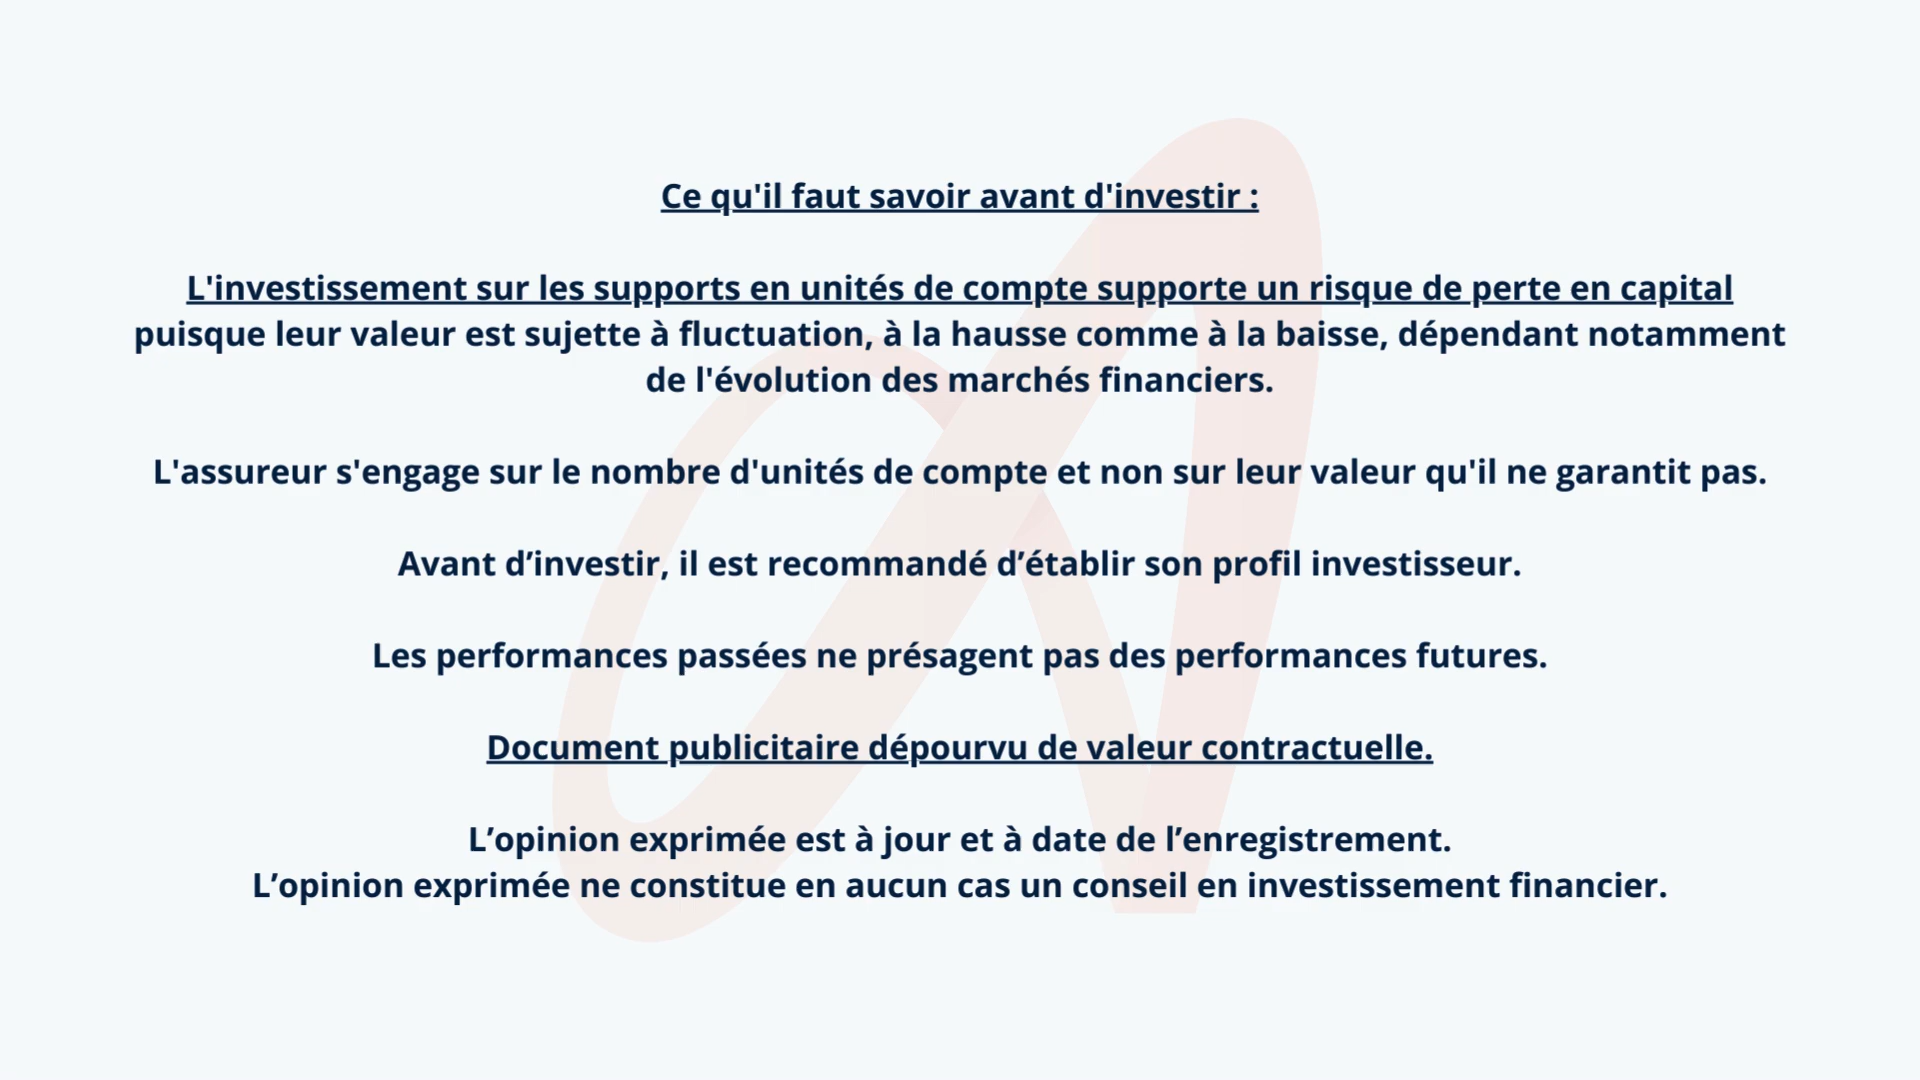 Ce qu'il faut savoir avant d'investir :
L'investissement sur les supports en unités de compte supporte un risque de perte en capital
puisque leur valeur est sujette à fluctuation, à la hausse comme à la baisse, dépendant notamment
de l'évolution des marchés financiers.
L'assureur s'engage sur le nombre d'unités de compte et non sur leur valeur qu'il ne garantit pas.
Avant d’investir, il est recommandé d’établir son profil investisseur.
Les performances passées ne présagent pas des performances futures.
Document publicitaire dépourvu de valeur contractuelle.
L’opinion exprimée est à jour et à date de l’enregistrement.
L’opinion exprimée ne constitue en aucun cas un conseil en investissement financier.